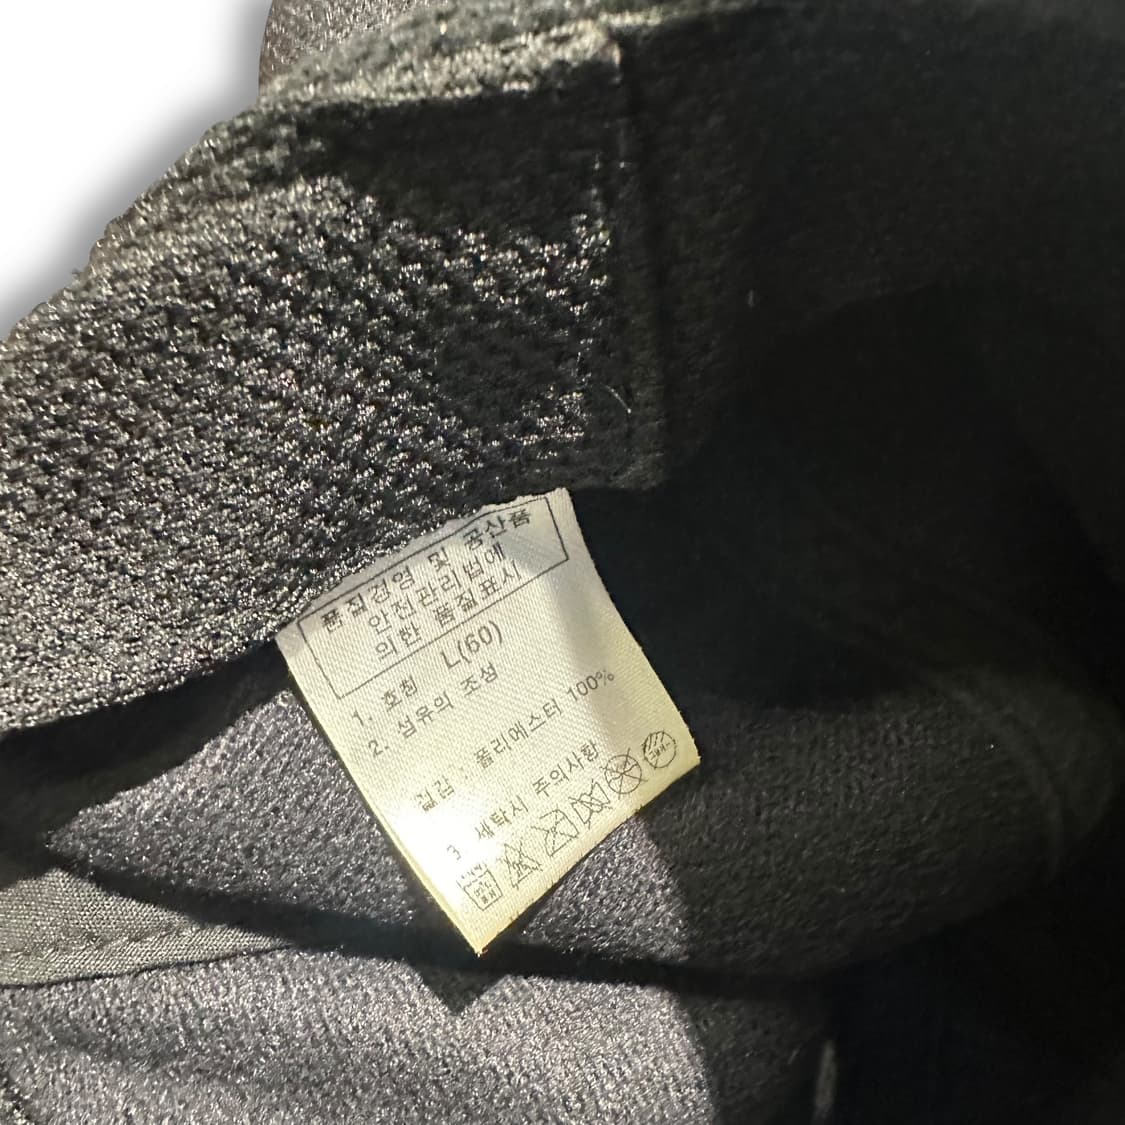 품질경영 및 공산품
안전관리법에
의한 품질표시
1. 호칭 L(60)
2. 섬유의 조성
겉감 : 폴리에스터 100%
3. 세탁시 주의사항